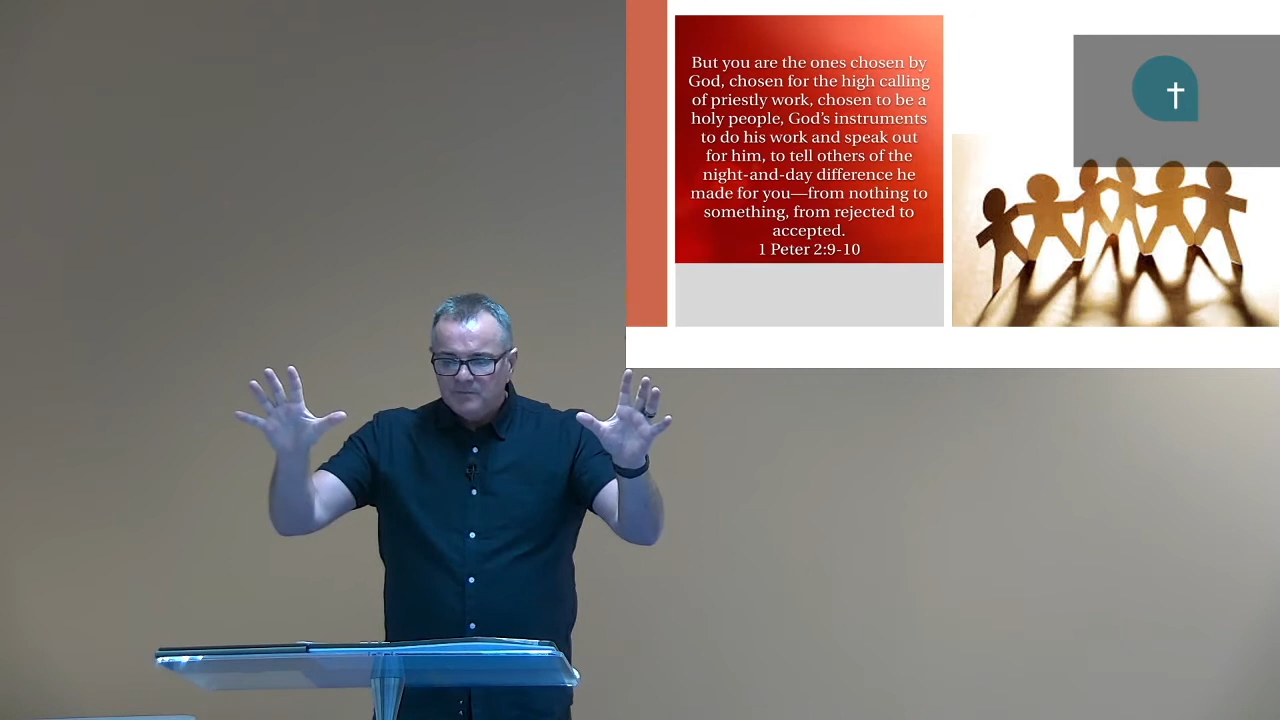 But you are the ones chosen by
God, chosen for the high calling
of priestly work, chosen to be a
holy people, God’s instruments
to do his work and speak out
for him, to tell others of the
night-and-day difference he
made for you—from nothing to
something, from rejected to
accepted.
1 Peter 2:9-10